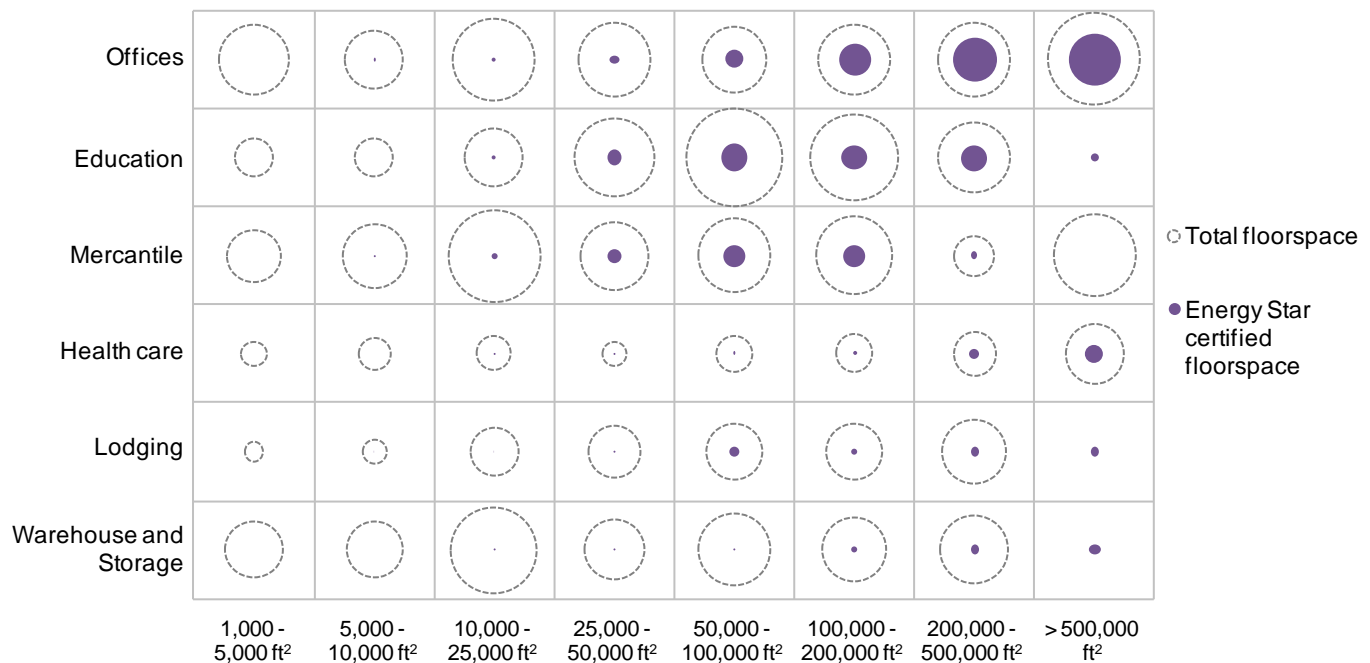 Offices
Education
Mercantile
Health care
Lodging
Warehouse and
Storage
Total floorspace
Energy Star
certified
floorspace
1,000 -
5,000 ft²
5,000 -
10,000 ft²
10,000 -
25,000 ft²
25,000 -
50,000 ft²
50,000 -
100,000 ft²
100,000 -
200,000 ft²
200,000 -
500,000 ft²
> 500,000
ft²